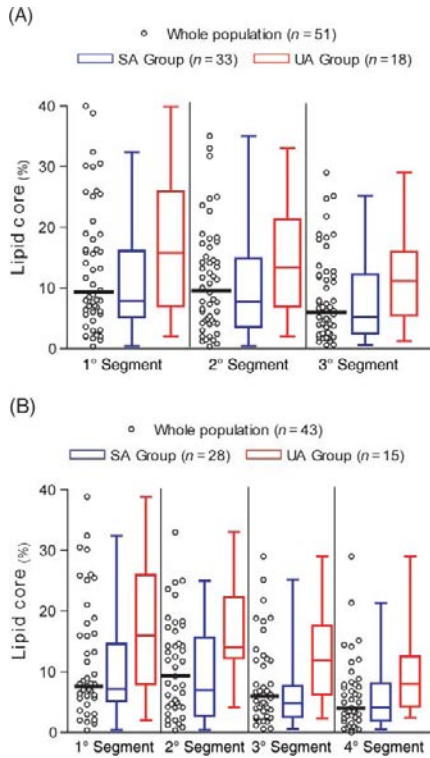 (A)
Whole population (n = 51)
SA Group (n = 33) UA Group (n = 18)
Lipid core (%)
40
30
20
10
0
1° Segment 2° Segment 3° Segment
(B)
Whole population (n = 43)
SA Group (n = 28) UA Group (n = 15)
Lipid core (%)
40
30
20
10
0
1° Segment 2° Segment 3° Segment 4° Segment